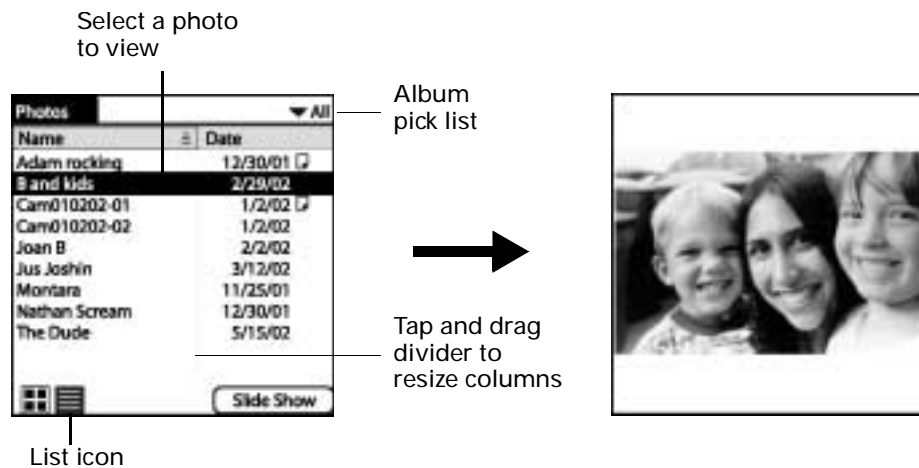 Select a photo
to view
Photos All
Name Date
Adam rocking 12/30/01
B and kids 2/29/02
Cam010202-01 1/2/02
Cam010202-02 1/2/02
Joan B 2/2/02
Jus Joshin 3/12/02
Montara 11/25/01
Nathan Scream 12/30/01
The Dude 5/15/02
Slide Show
Album
pick list
Tap and drag
divider to
resize columns
List icon